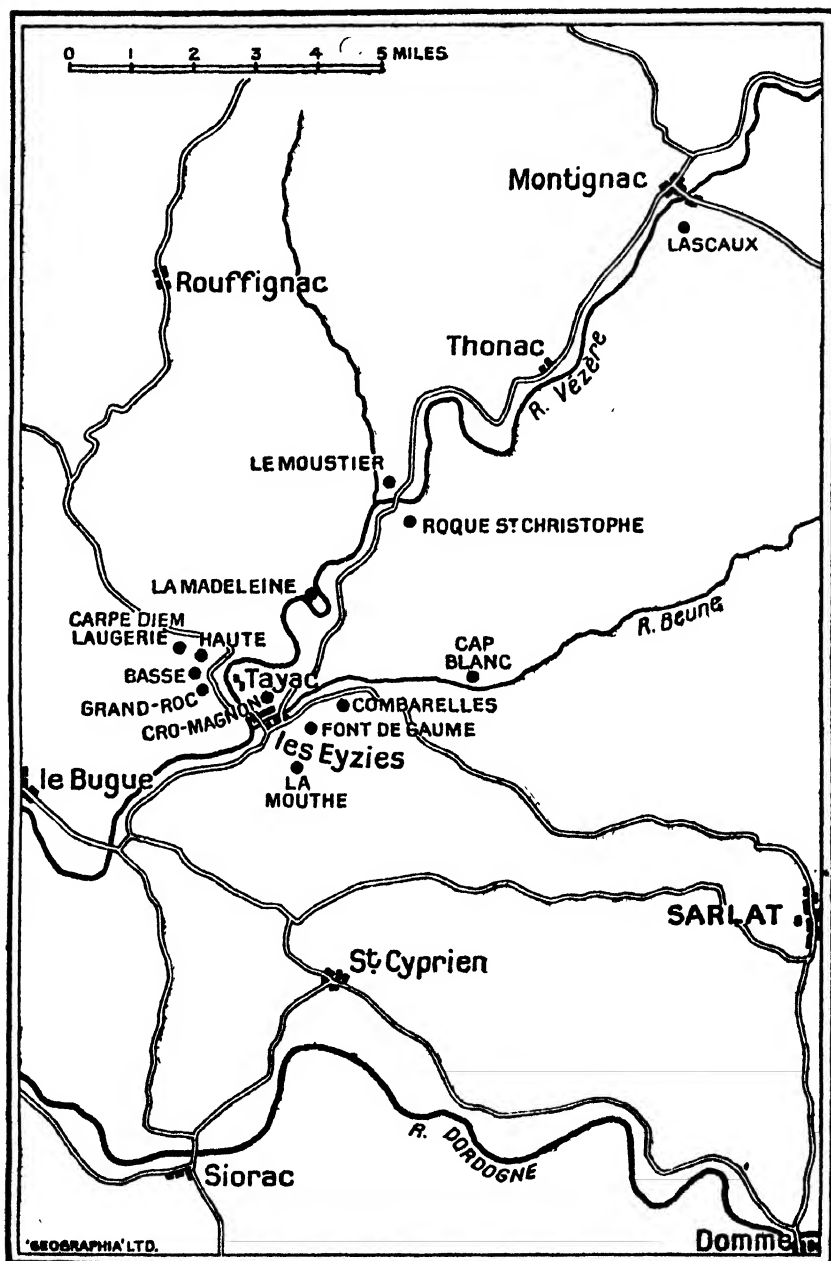 0 1 2 3 4 5 MILES
Montignac
LASCAUX
Rouffignac
Thonac
R. Vézère
LE MOUSTIER
ROQUE ST. CHRISTOPHE
LA MADELEINE
R. Beune
CARPE DIEM
LAUGERIE HAUTE
BASSE
GRAND-ROC
Tayac
CRO-MAGNON
CAP
BLANC
COMBARELLES
FONT DE GAUME
les Eyzies
LA
MOUTHE
le Bugue
SARLAT
St. Cyprien
R. DORDOGNE
Siorac
Domme
'GEOGRAPHIA' LTD.